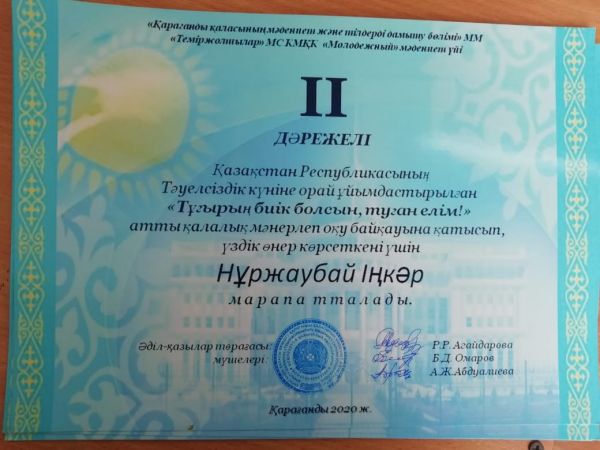 «Қарағанды қаласының мәдениет және тілдерді дамыту бөлімі» ММ
"Теміржолшылар» МС КМҚК «Молодежный» мәдениет үйі
II
ДӘРЕЖЕЛІ
Қазақстан Республикасының
Тәуелсіздік күніне орай ұйымдастырылған
«Тұғырың биік болсын, туған елім!»
атты қалалық мәнерлеп оқу байқауына қатысып,
үздік өнер көрсеткені үшін
Нұржаубай Іңкәр
марапатталады.
Әділ-қазылар төрағасы
мүшелері:
Р.Р. Агайдарова
Б.Д. Омаров
А.Ж.Абдуалиева
Қарағанды 2020 ж.